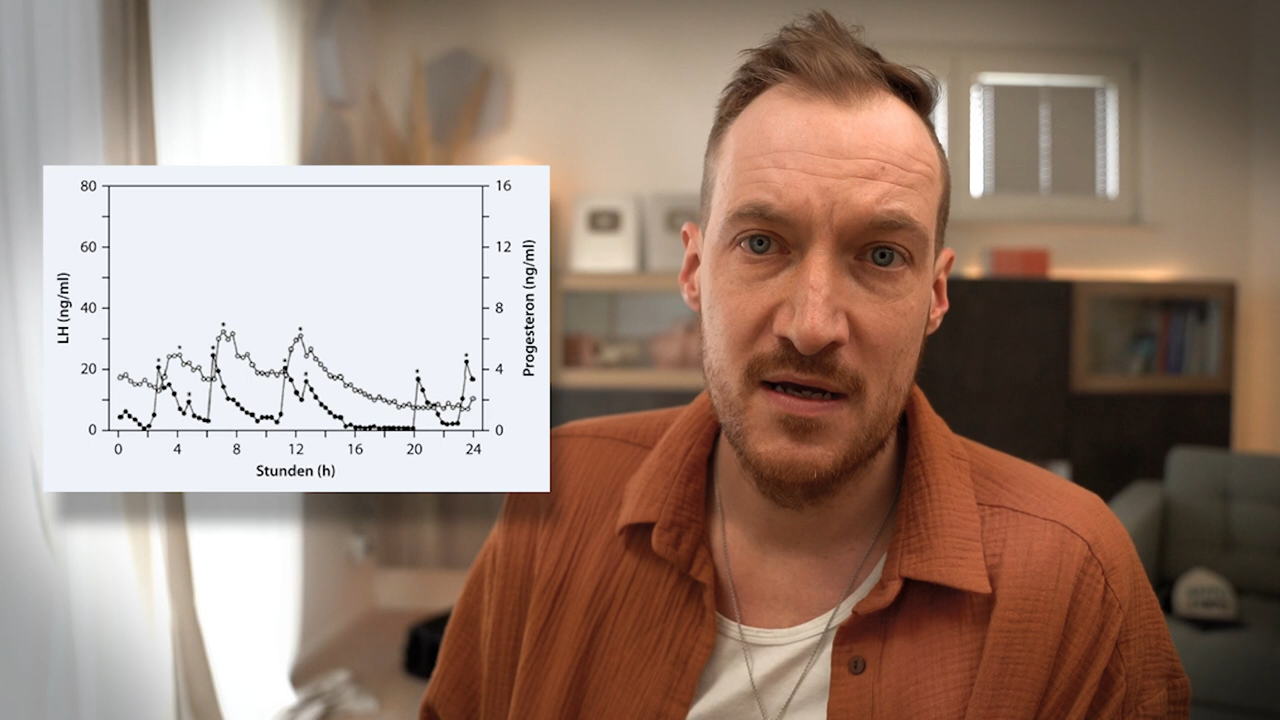 80
60
40
20
0
LH (ng/ml)
16
12
8
4
0
Progesteron (ng/ml)
0 4 8 12 16 20 24
Stunden (h)